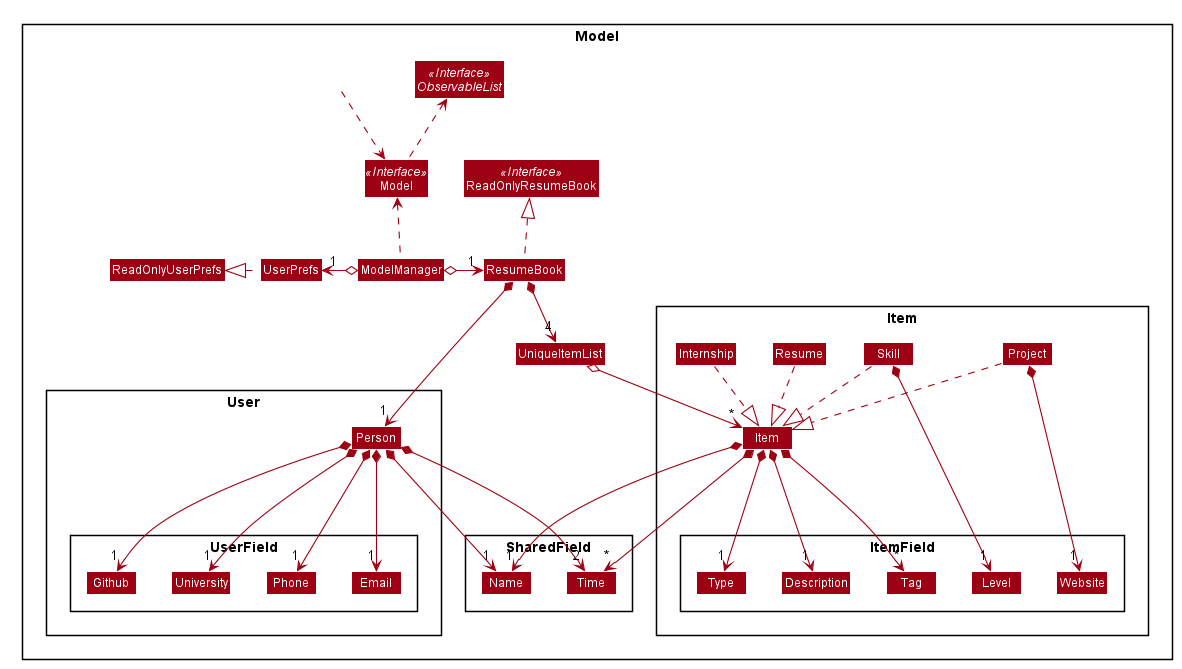 Model
«Interface»
ObservableList
«Interface»
Model
«Interface»
ReadOnlyResumeBook
ReadOnlyUserPrefs
UserPrefs
1
ModelManager
1
ResumeBook
4
Item
UniqueItemList
Internship
Resume
Skill
Project
User
1
*
Person
Item
UserField
SharedField
ItemField
1
1
1
1
1
1
2
*
1
1
1
1
Github
University
Phone
Email
Name
Time
Type
Description
Tag
Level
Website